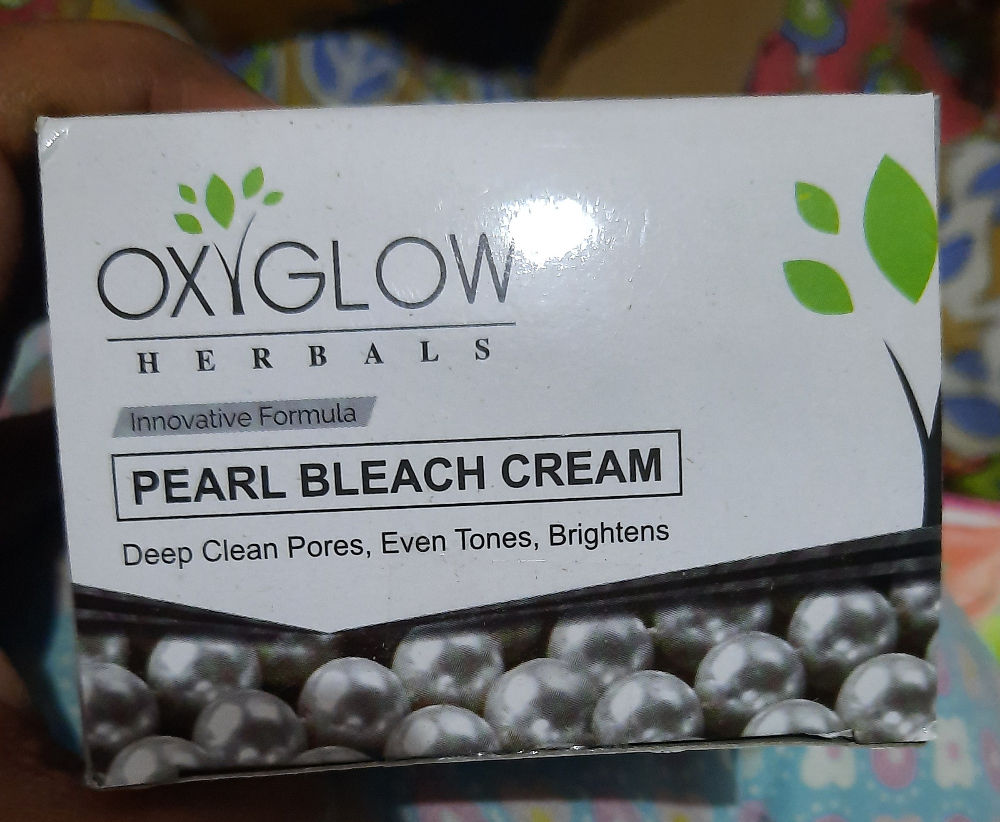 OXYGLOW
HERBALS
Innovative Formula
PEARL BLEACH CREAM
Deep Clean Pores, Even Tones, Brightens